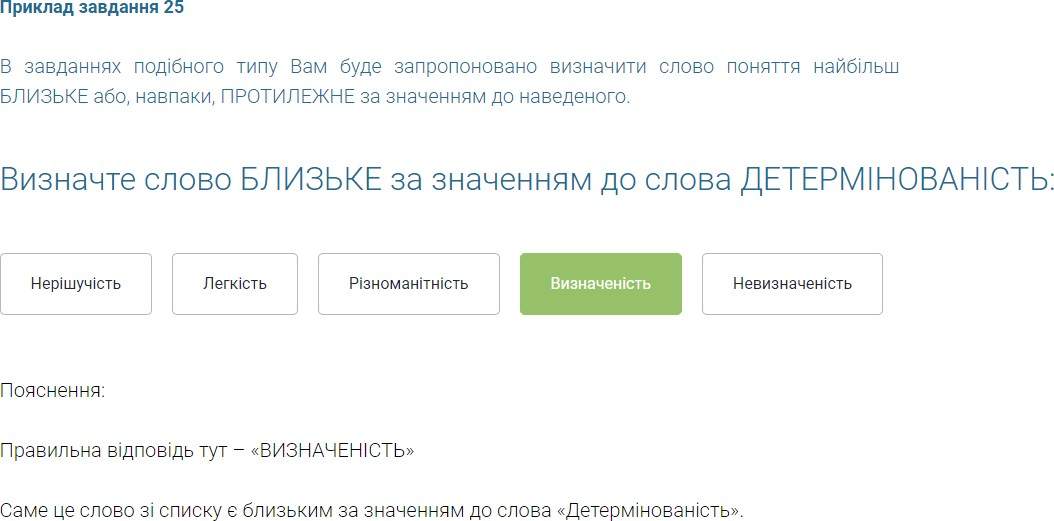 Приклад завдання 25
В завданнях подібного типу Вам буде запропоновано визначити слово поняття найбільш
БЛИЗЬКЕ або, навпаки, ПРОТИЛЕЖНЕ за значенням до наведеного.
Визначте слово БЛИЗЬКЕ за значенням до слова ДЕТЕРМІНОВАНІСТЬ:
Нерішучість Легкість Різноманітність Визначеність Невизначеність
Пояснення:
Правильна відповідь тут – «ВИЗНАЧЕНІСТЬ»
Саме це слово зі списку є близьким за значенням до слова «Детермінованість».